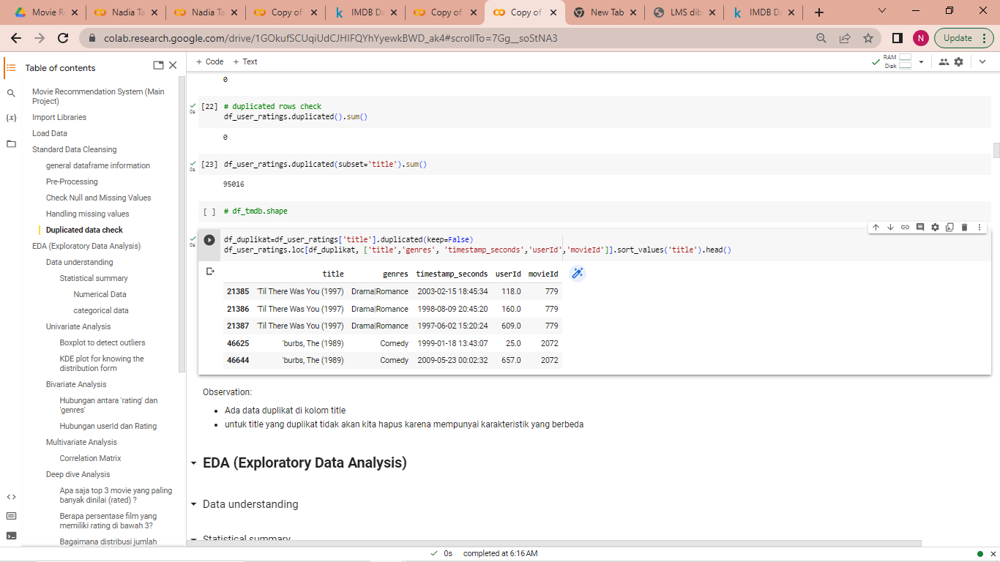 Movie R
Nadia Ta
Nadia Ta
Copy of
IMDB Da
Copy of
Copy of
New Tab
LMS dib
IMDB D
colab.research.google.com/drive/1GOkufSCUqiUdCJHIFQYhYyewkBWD_ak4#scrollTo=7Gg__soStNA3
N
Update
Table of contents
+ Code + Text
RAM
Disk
Movie Recommendation System (Main
Project)
Import Libraries
Load Data
Standard Data Cleansing
general dataframe information
Pre-Processing
Check Null and Missing Values
Handling missing values
Duplicated data check
EDA (Exploratory Data Analysis)
Data understanding
Statistical summary
Numerical Data
categorical data
Univariate Analysis
Boxplot to detect outliers
KDE plot for knowing the
distribution form
Bivariate Analysis
Hubungan antara 'rating' dan
'genres'
Hubungan userId dan Rating
Multivariate Analysis
Correlation Matrix
Deep dive Analysis
Apa saja top 3 movie yang paling
banyak dinilai (rated) ?
Berapa persentase film yang
memiliki rating di bawah 3?
Bagaimana distribusi jumlah
{x}
<>
0
0s
[22] # duplicated rows check
df_user_ratings.duplicated().sum()
0
0s
[23] df_user_ratings.duplicated(subset='title').sum()
95016
[ ] # df_tmdb.shape
0s
df_duplikat=df_user_ratings['title'].duplicated(keep=False)
df_user_ratings.loc[df_duplikat, ['title','genres', 'timestamp_seconds','userId','movieId']].sort_values('title').head()
title genres timestamp_seconds userId movieId
21385 'Til There Was You (1997) Drama|Romance 2003-02-15 18:45:34 118.0 779
21386 'Til There Was You (1997) Drama|Romance 1998-08-09 20:45:20 160.0 779
21387 'Til There Was You (1997) Drama|Romance 1997-06-02 15:20:24 609.0 779
46625 'burbs, The (1989) Comedy 1999-01-18 13:43:07 25.0 2072
46644 'burbs, The (1989) Comedy 2009-05-23 00:02:32 657.0 2072
Observation:
• Ada data duplikat di kolom title
• untuk title yang duplikat tidak akan kita hapus karena mempunyai karakteristik yang berbeda
EDA (Exploratory Data Analysis)
Data understanding
Statistical summary
0s completed at 6:16 AM